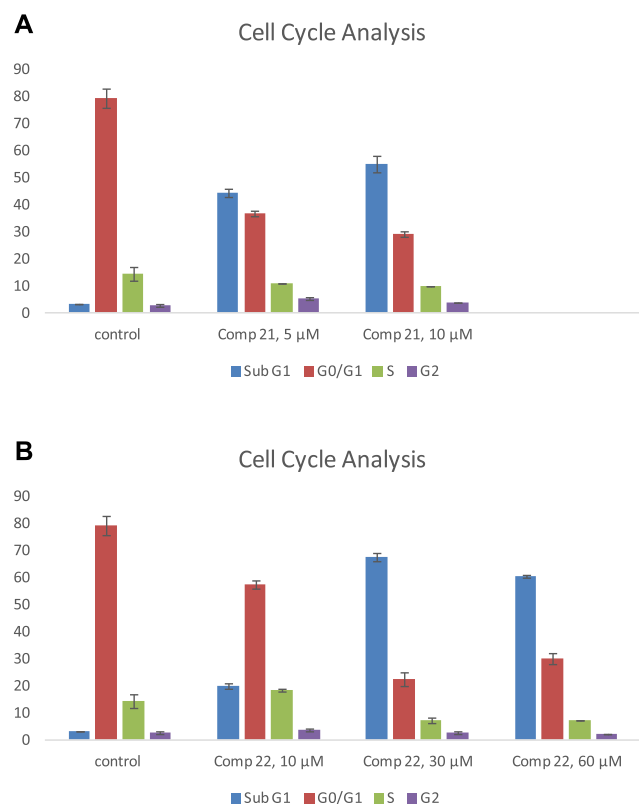 A
Cell Cycle Analysis
90
80
70
60
50
40
30
20
10
0
control Comp 21, 5 µM Comp 21, 10 µM
Sub G1 G0/G1 S G2
B
Cell Cycle Analysis
90
80
70
60
50
40
30
20
10
0
control Comp 22, 10 µM Comp 22, 30 µM Comp 22, 60 µM
Sub G1 G0/G1 S G2